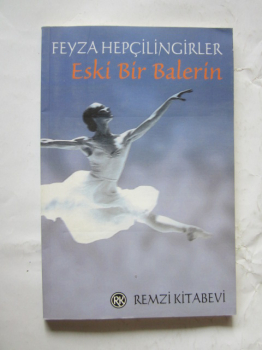 FEYZA HEPÇİLİNGİRLER
Eski Bir Balerin
RK REMZİ KİTABEVİ